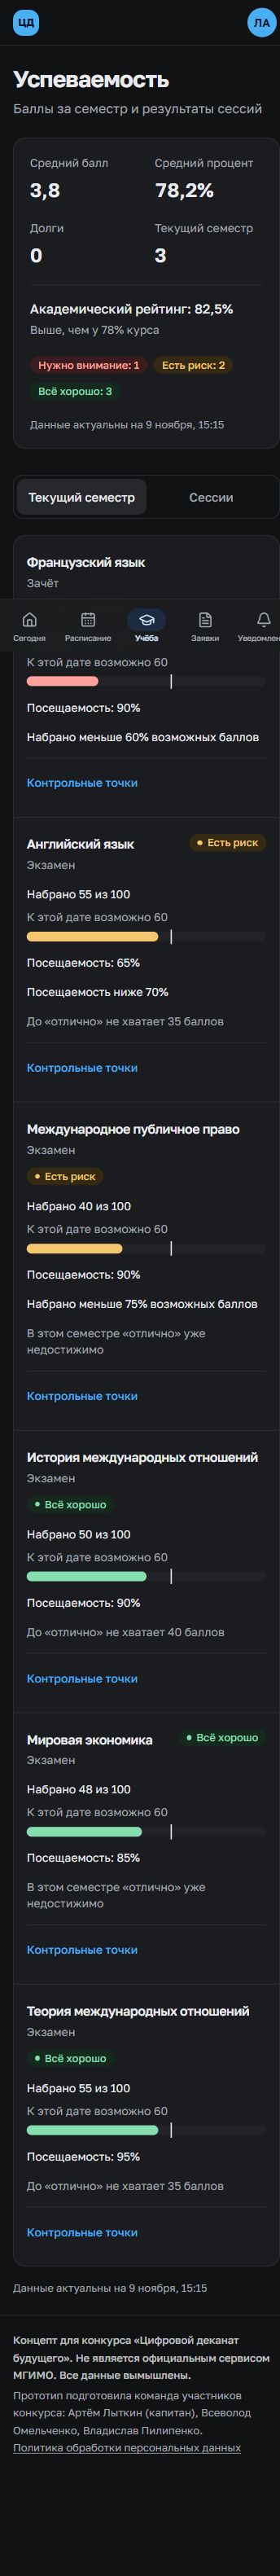 ЦД
ЛА
Успеваемость
Баллы за семестр и результаты сессий
Средний балл
Средний процент
3,8
78,2%
Долги
Текущий семестр
0
3
Академический рейтинг: 82,5%
Выше, чем у 78% курса
Нужно внимание: 1
Есть риск: 2
Всё хорошо: 3
Данные актуальны на 9 ноября, 15:15
Текущий семестр
Сессии
Французский язык
Зачёт
Сегодня
Расписание
Учёба
Заявки
Уведомлен
К этой дате возможно 60
Посещаемость: 90%
Набрано меньше 60% возможных баллов
Контрольные точки
Английский язык
Есть риск
Экзамен
Набрано 55 из 100
К этой дате возможно 60
Посещаемость: 65%
Посещаемость ниже 70%
До «отлично» не хватает 35 баллов
Контрольные точки
Международное публичное право
Экзамен
Есть риск
Набрано 40 из 100
К этой дате возможно 60
Посещаемость: 90%
Набрано меньше 75% возможных баллов
В этом семестре «отлично» уже
недостижимо
Контрольные точки
История международных отношений
Экзамен
Всё хорошо
Набрано 50 из 100
К этой дате возможно 60
Посещаемость: 90%
До «отлично» не хватает 40 баллов
Контрольные точки
Мировая экономика
Всё хорошо
Экзамен
Набрано 48 из 100
К этой дате возможно 60
Посещаемость: 85%
В этом семестре «отлично» уже
недостижимо
Контрольные точки
Теория международных отношений
Экзамен
Всё хорошо
Набрано 55 из 100
К этой дате возможно 60
Посещаемость: 95%
До «отлично» не хватает 35 баллов
Контрольные точки
Данные актуальны на 9 ноября, 15:15
Концепт для конкурса «Цифровой деканат
будущего». Не является официальным сервисом
МГИМО. Все данные вымышлены.
Прототип подготовила команда участников
конкурса: Артём Лыткин (капитан), Всеволод
Омельченко, Владислав Пилипенко.
Политика обработки персональных данных